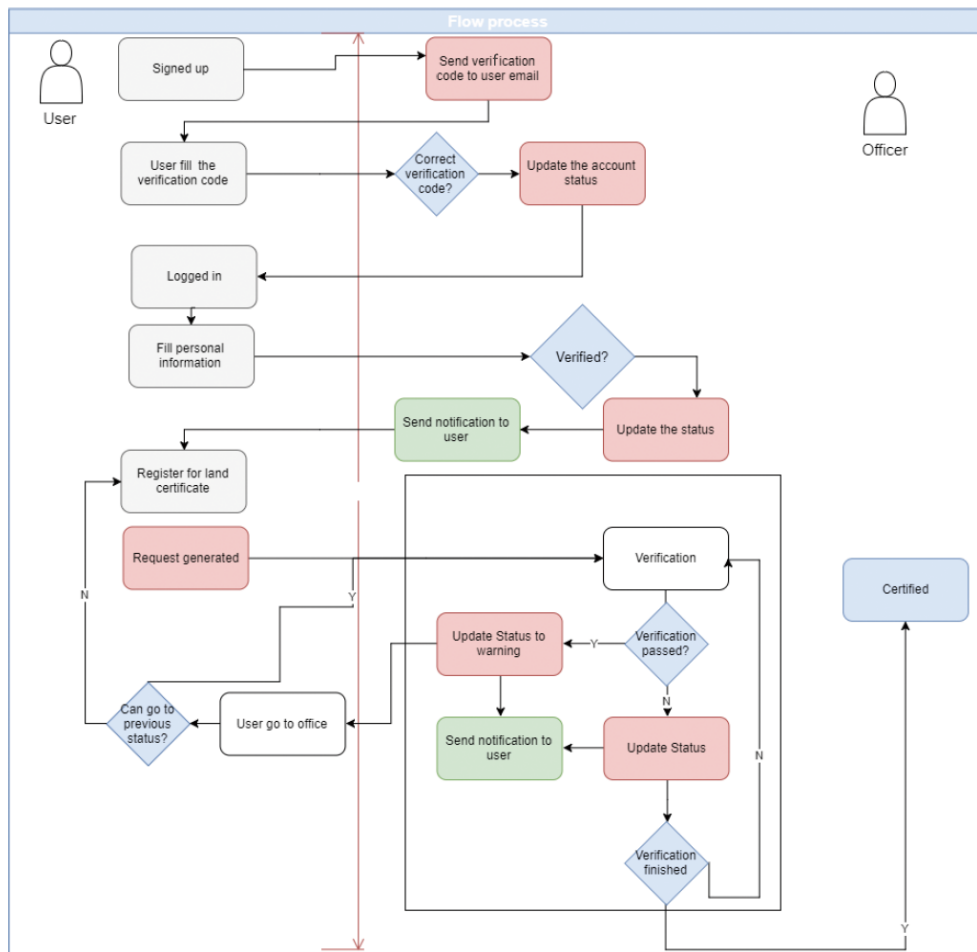 Flow process
User
Officer
Signed up
Send verification
code to user email
User fill the
verification code
Correct
verification
code?
Update the account
status
Logged in
Fill personal
information
Verified?
Send notification to
user
Update the status
Register for land
certificate
Request generated
Verification
Certified
N
Y
Update Status to
warning
Y
Verification
passed?
N
Can go to
previous
status?
User go to office
Send notification to
user
Update Status
N
Verification
finished
Y